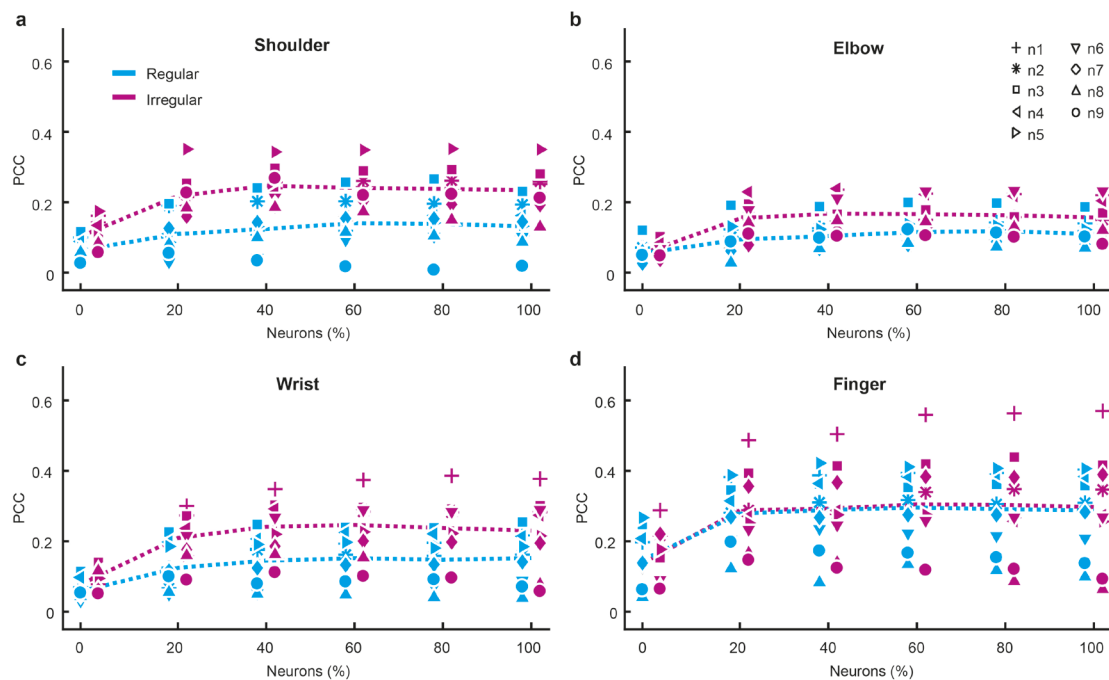 a
Shoulder
Regular
Irregular
PCC
0.6
0.4
0.2
0
0
20
40
60
80
100
Neurons (%)
b
Elbow
n1
n2
n3
n4
n5
n6
n7
n8
n9
PCC
0.6
0.4
0.2
0
0
20
40
60
80
100
Neurons (%)
c
Wrist
PCC
0.6
0.4
0.2
0
0
20
40
60
80
100
Neurons (%)
d
Finger
PCC
0.6
0.4
0.2
0
0
20
40
60
80
100
Neurons (%)